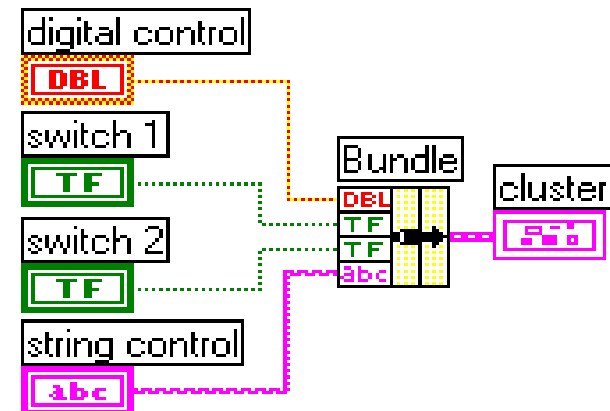 digital control
DBL
switch 1
TF
switch 2
TF
string control
abc
Bundle
DBL
TF
TF
abc
cluster